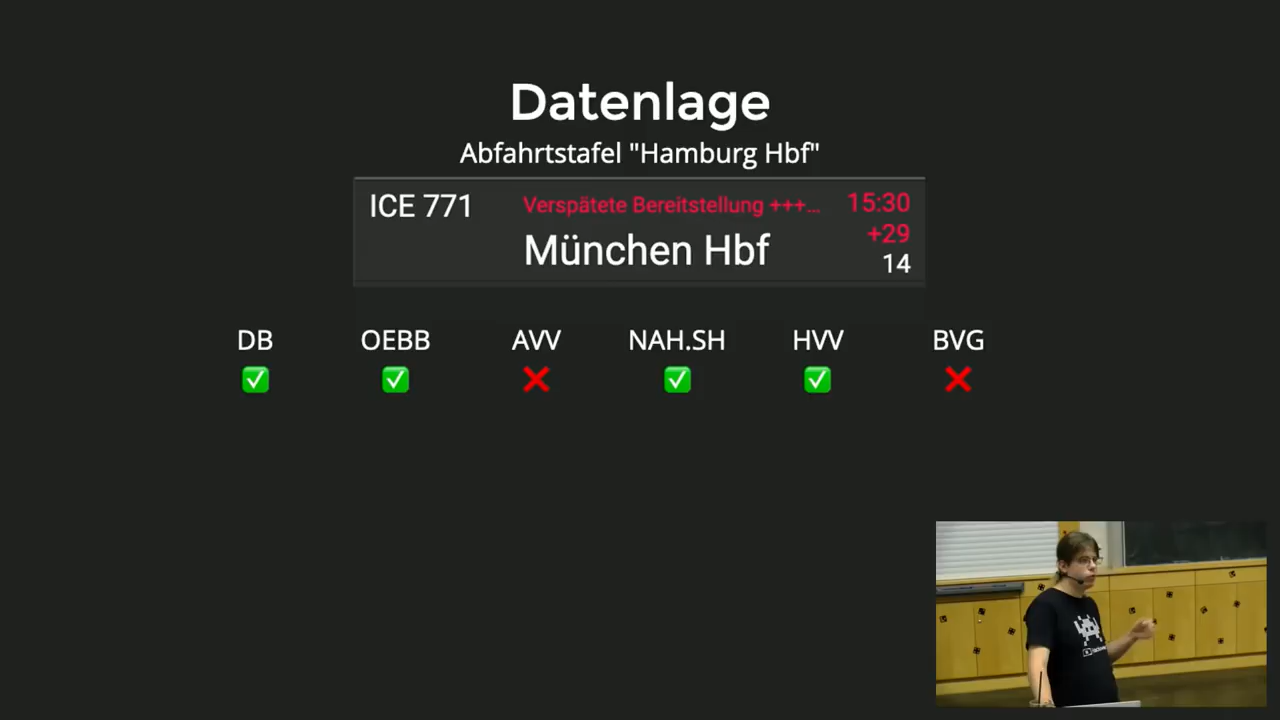 Datenlage
Abfahrtstafel "Hamburg Hbf"
ICE 771 Verspätete Bereitstellung +++... 15:30
+29
München Hbf 14
DB OEBB AVV NAH.SH HVV BVG